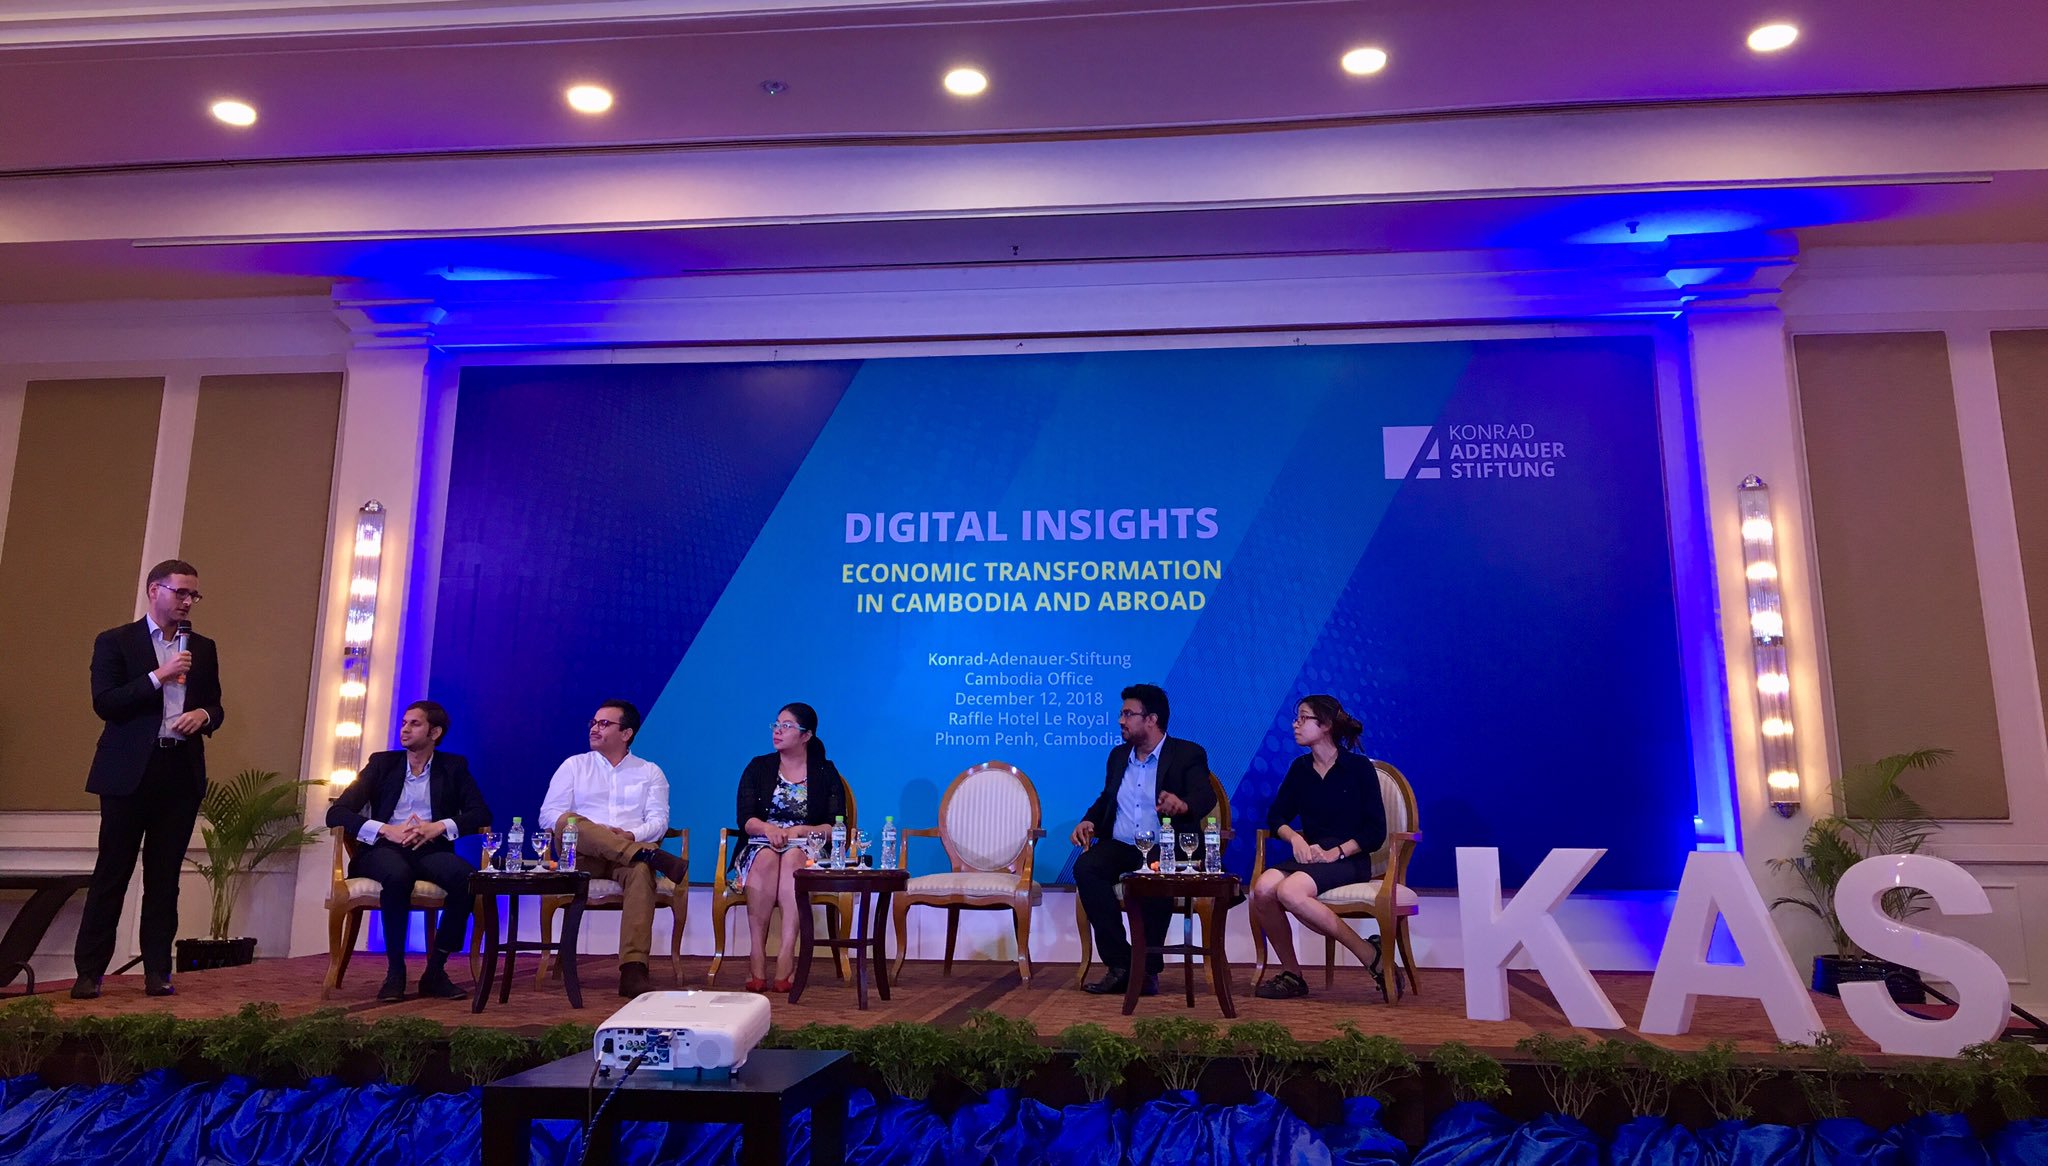 KONRAD
ADENAUER
STIFTUNG
DIGITAL INSIGHTS
ECONOMIC TRANSFORMATION
IN CAMBODIA AND ABROAD
Konrad-Adenauer-Stiftung
Cambodia Office
December 12, 2018
Raffle Hotel Le Royal
Phnom Penh, Cambodia
KAS